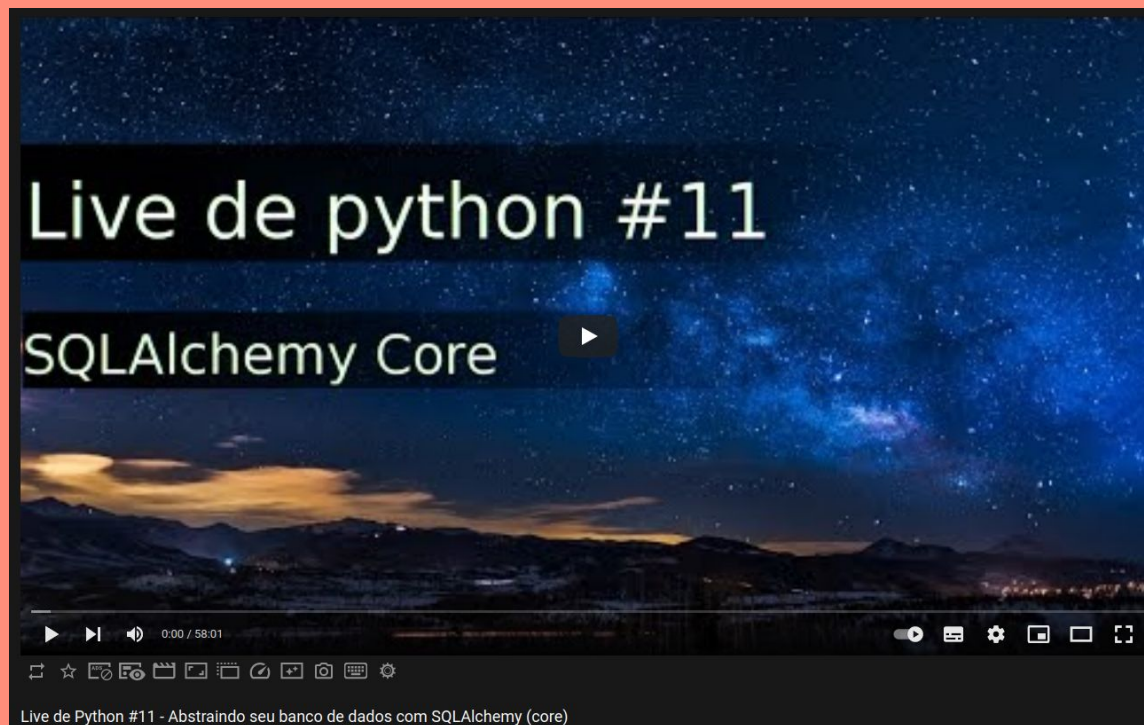 Live de python #11
SQLAlchemy Core
0:00 / 58:01
Live de Python #11 - Abstraindo seu banco de dados com SQLAlchemy (core)